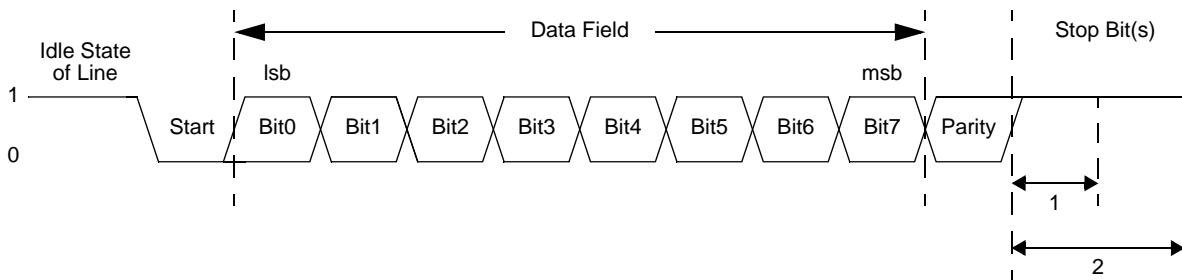 Data Field
Stop Bit(s)
Idle State
of Line
lsb
msb
1
Start
Bit0
Bit1
Bit2
Bit3
Bit4
Bit5
Bit6
Bit7
Parity
0
1
2